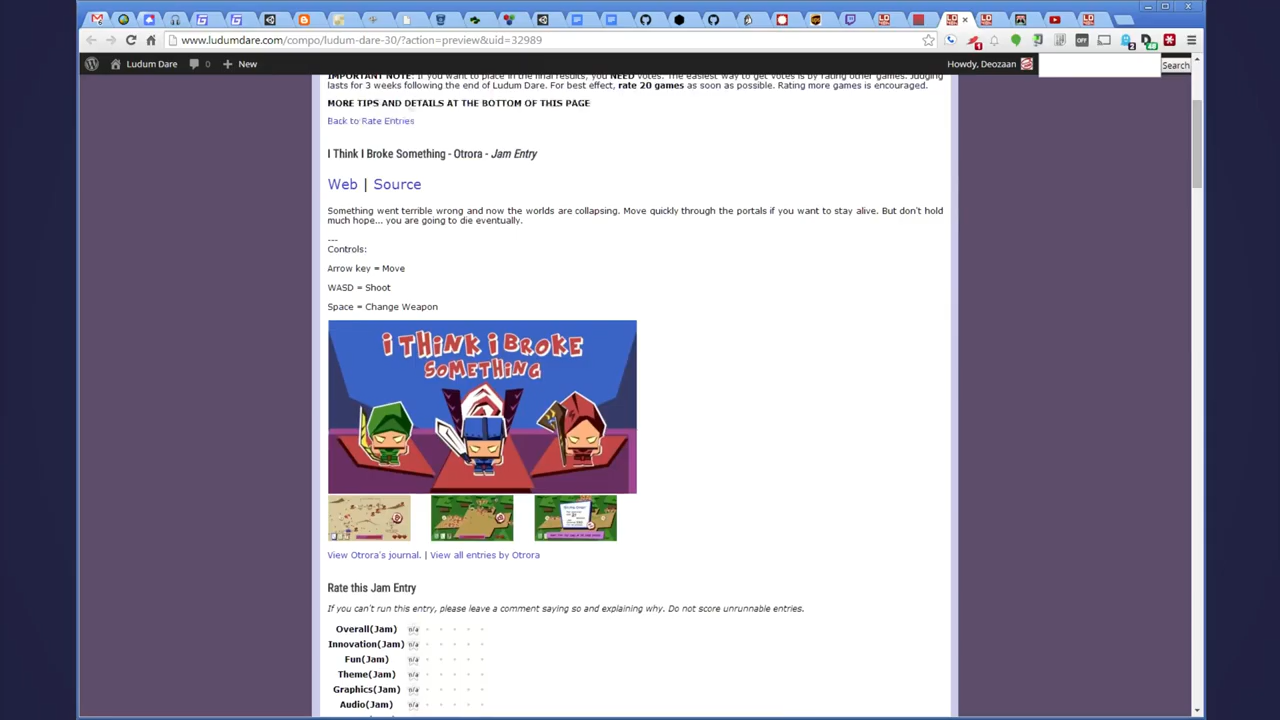 www.ludumdare.com/compo/ludum-dare-30/?action=preview&uid=32989
Ludum Dare 0 New Howdy, Deozaan Search
IMPORTANT NOTE: If you want to place in the final results, you NEED votes. The easiest way to get votes is by rating other games. Judging
lasts for 3 weeks following the end of Ludum Dare. For best effect, rate 20 games as soon as possible. Rating more games is encouraged.
MORE TIPS AND DETAILS AT THE BOTTOM OF THIS PAGE
Back to Rate Entries
I Think I Broke Something - Otrora - Jam Entry
Web | Source
Something went terrible wrong and now the worlds are collapsing. Move quickly through the portals if you want to stay alive. But don't hold
much hope... you are going to die eventually.
---
Controls:
Arrow key = Move
WASD = Shoot
Space = Change Weapon
I THINK I BROKE
SOMETHING
View Otrora's journal. | View all entries by Otrora
Rate this Jam Entry
If you can't run this entry, please leave a comment saying so and explaining why. Do not score unrunnable entries.
Overall(Jam) n/a
Innovation(Jam) n/a
Fun(Jam) n/a
Theme(Jam) n/a
Graphics(Jam) n/a
Audio(Jam) n/a